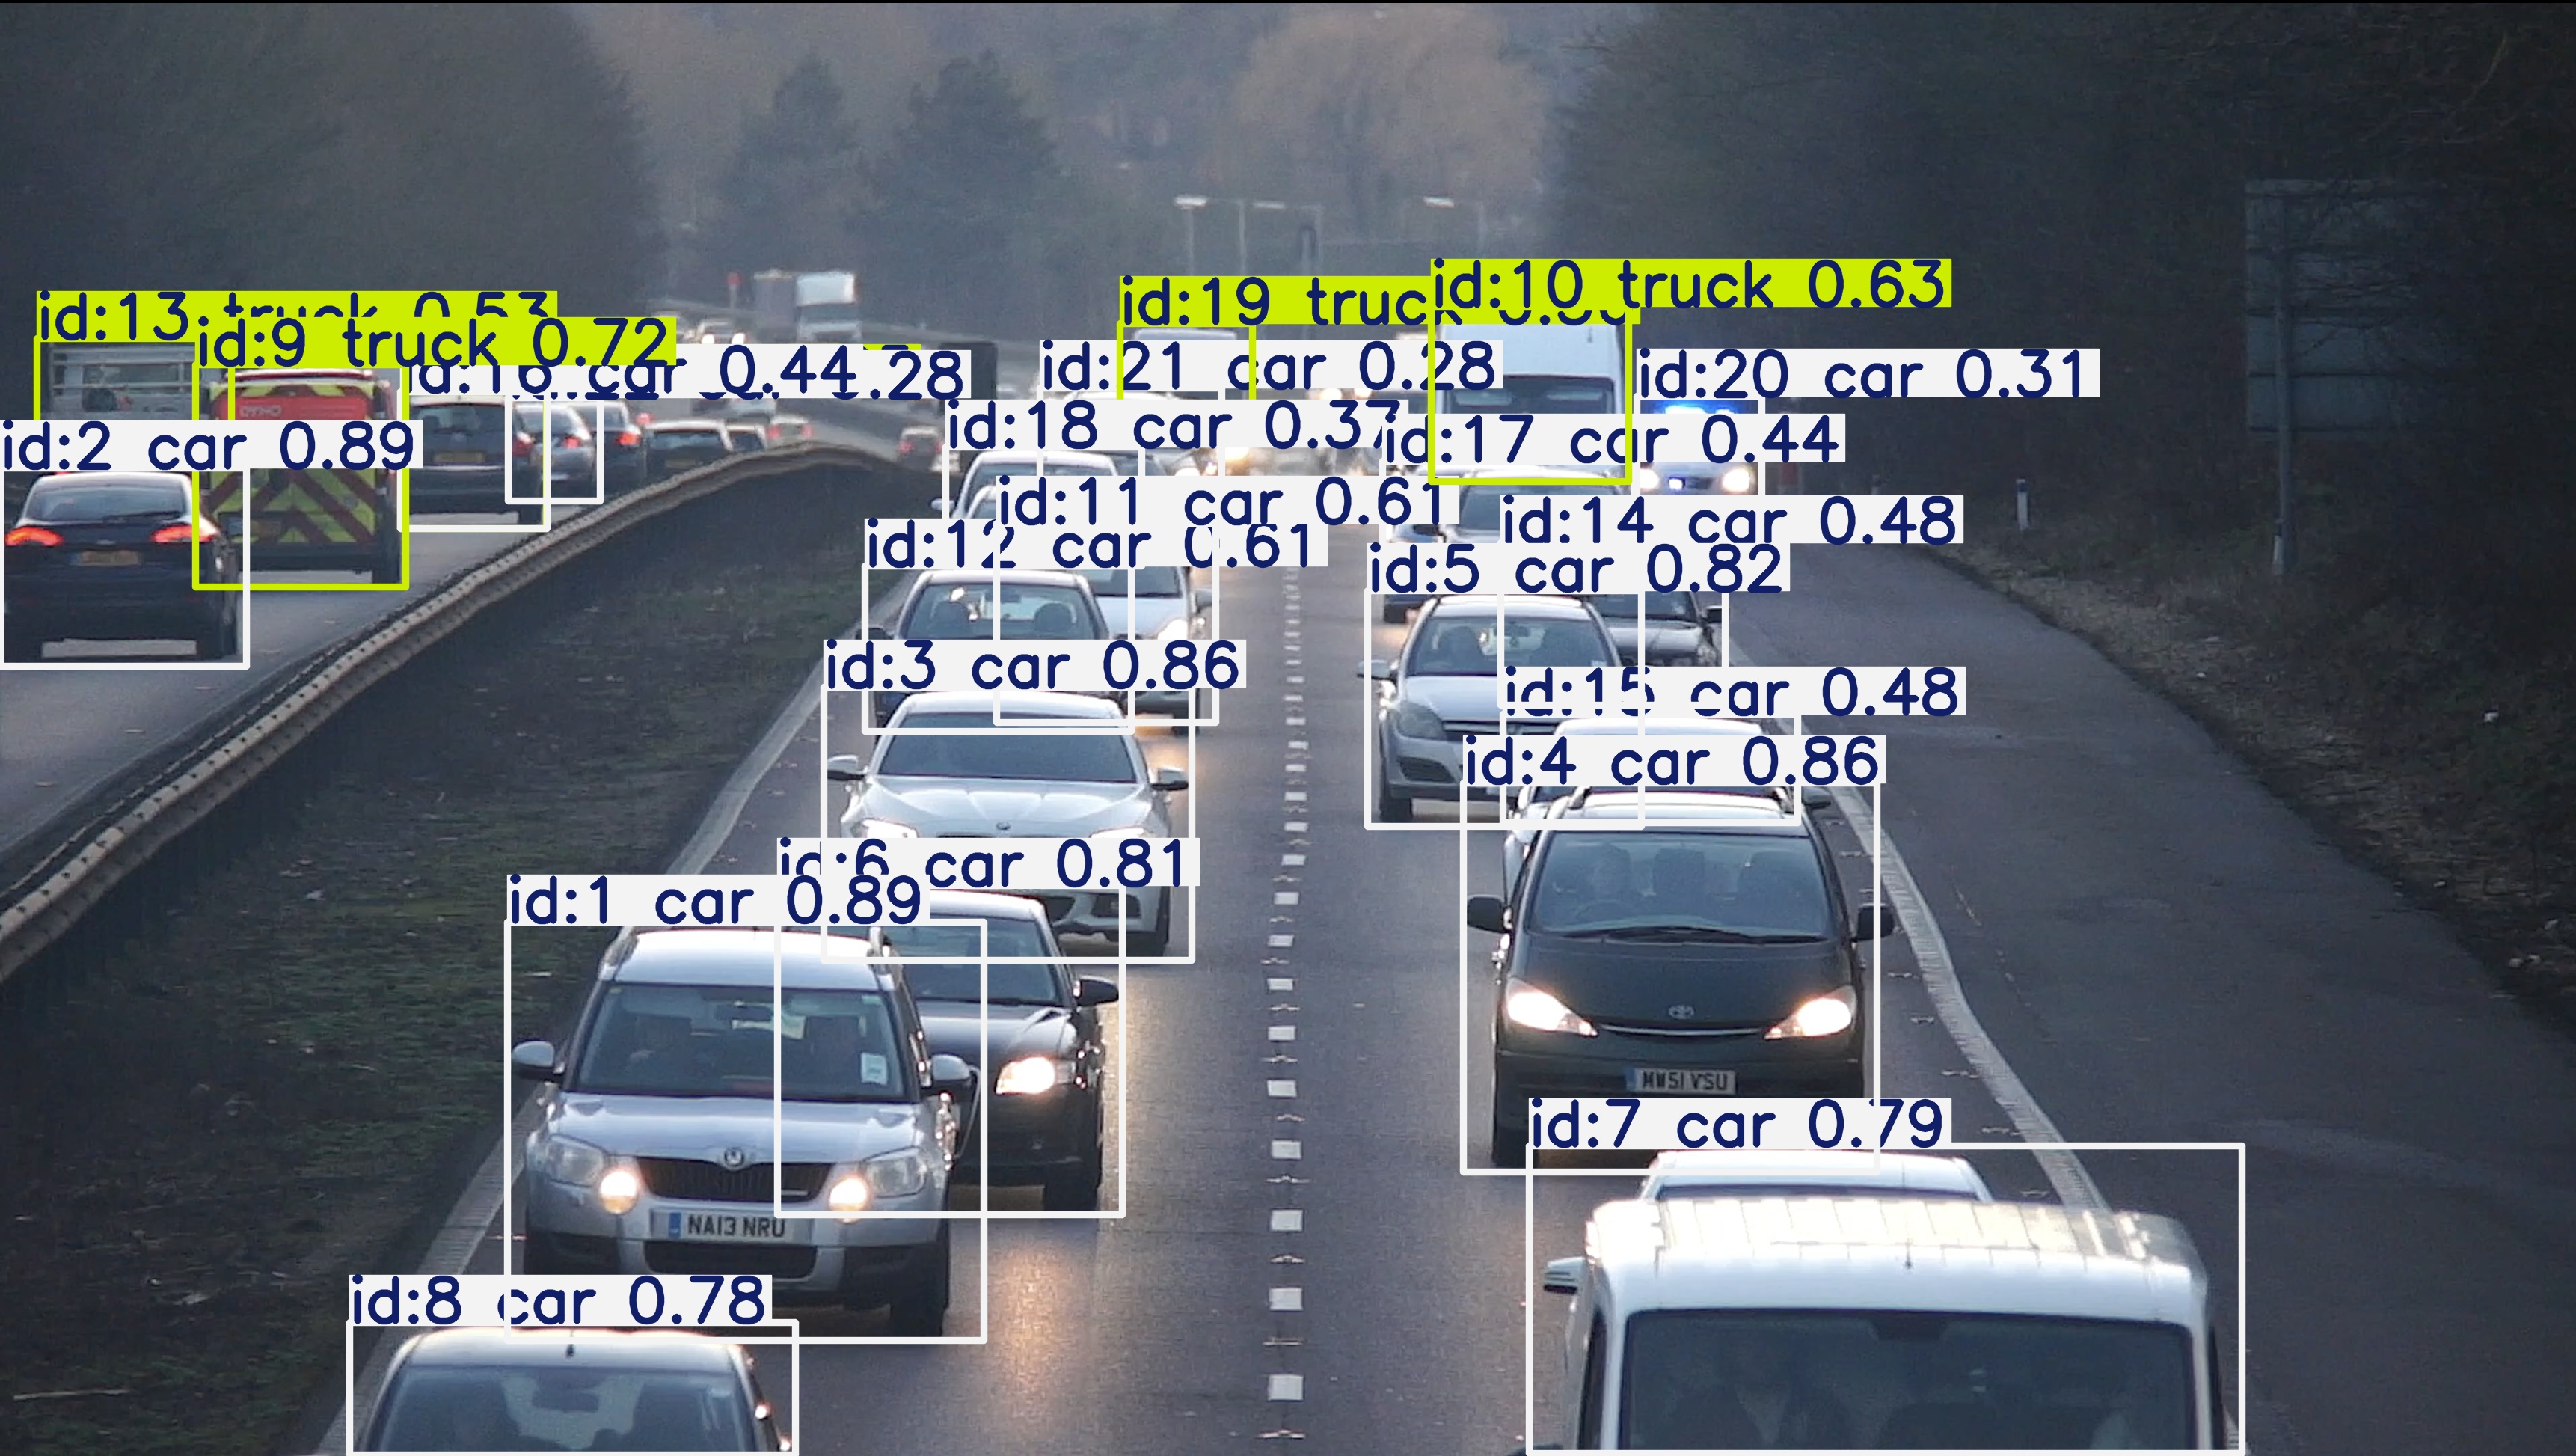 id:10 truck 0.63
id:13 truck 0.53
id:19 truck
id:9 truck 0.72
id:16 car 0.44
.28
id:21 car 0.28
id:20 car 0.31
id:2 car 0.89
id:18 car 0.37
id:17 car 0.44
DYNO
id:11 car 0.61
id:14 car 0.48
id:12 car 0.61
id:5 car 0.82
id:3 car 0.86
id:15 car 0.48
id:4 car 0.86
id:6 car 0.81
id:1 car 0.89
MW51 VSU
id:7 car 0.79
NA13 NRU
id:8 car 0.78